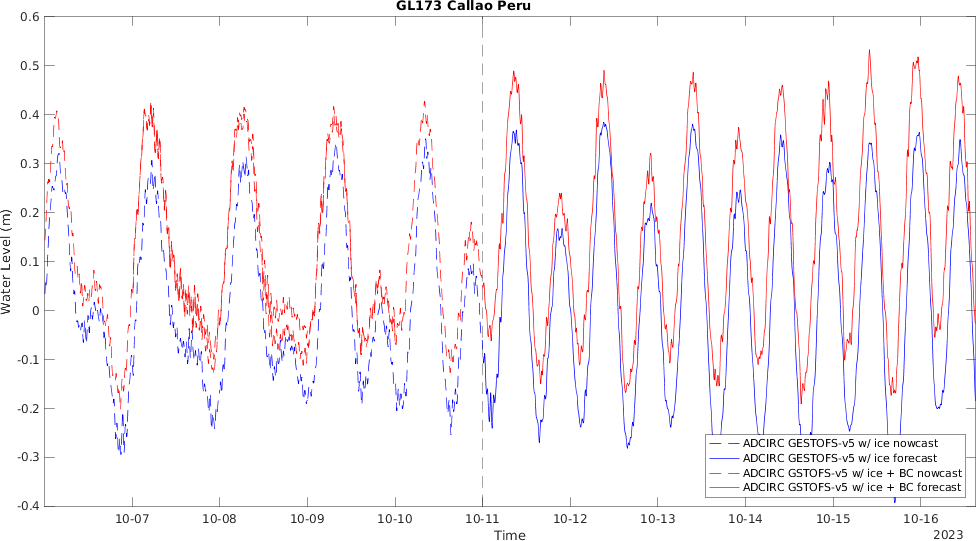 GL173 Callao Peru
0.6
0.5
0.4
0.3
0.2
0.1
0
-0.1
-0.2
-0.3
-0.4
Water Level (m)
ADCIRC GESTOFS-v5 w/ ice nowcast
ADCIRC GESTOFS-v5 w/ ice forecast
ADCIRC GSTOFS-v5 w/ ice + BC nowcast
ADCIRC GSTOFS-v5 w/ ice + BC forecast
10-07 10-08 10-09 10-10 10-11 10-12 10-13 10-14 10-15 10-16
Time
2023